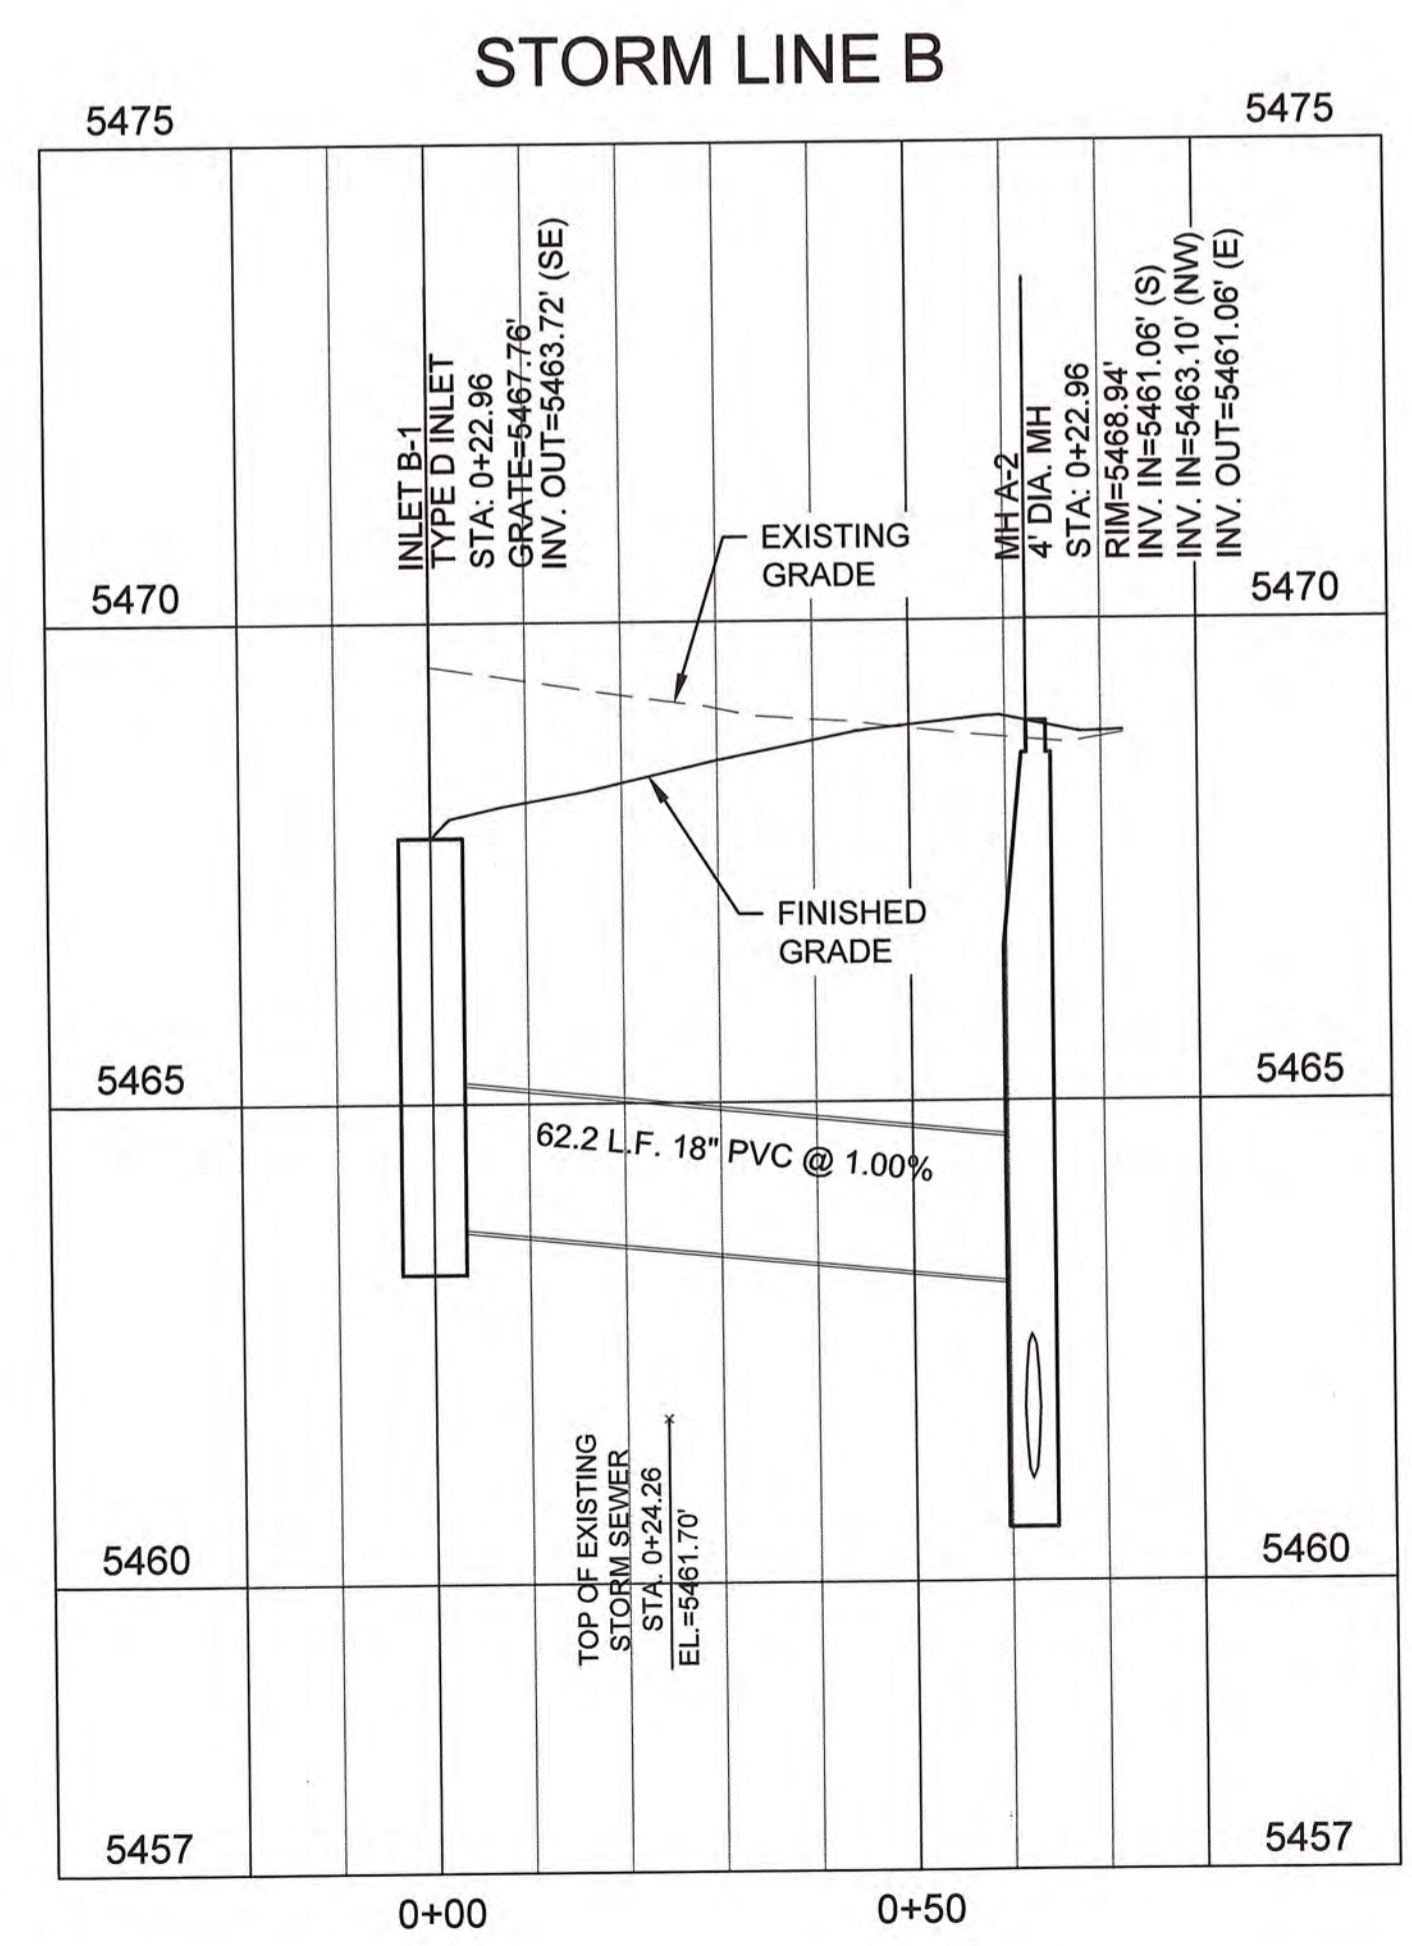 STORM LINE B
5475
5475
INLET B-1
TYPE D INLET
STA: 0+22.96
GRATE=5467.76'
INV. OUT=5463.72' (SE)
MH A-2
4' DIA. MH
STA: 0+22.96
RIM=5468.94'
INV. IN=5461.06' (S)
INV. IN=5463.10' (NW)
INV. OUT=5461.06' (E)
EXISTING
GRADE
5470
5470
FINISHED
GRADE
5465
5465
62.2 L.F. 18" PVC @ 1.00%
TOP OF EXISTING
STORM SEWER
STA. 0+24.26
EL.=5461.70'
5460
5460
5457
5457
0+00
0+50